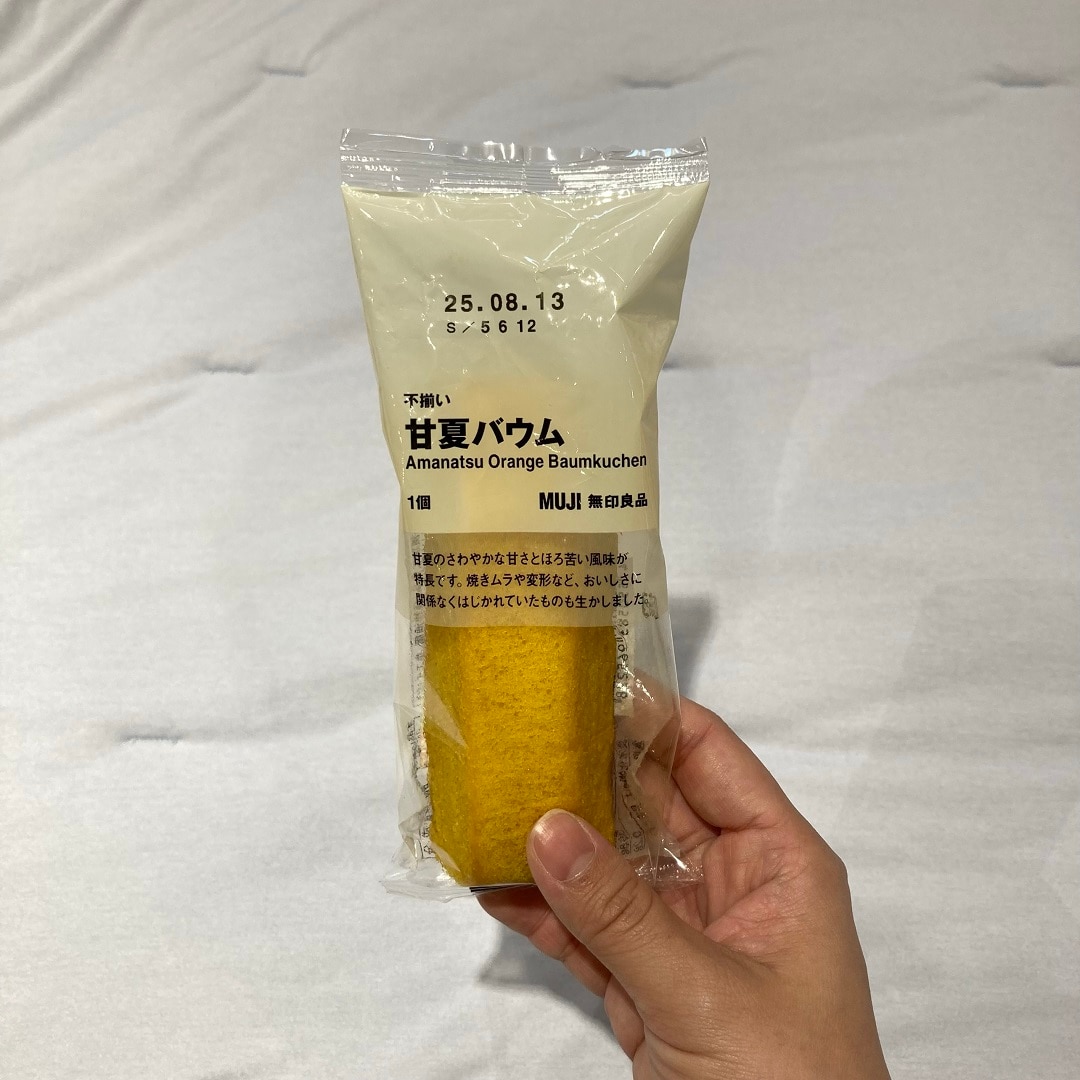 25.08.13
S/5 6 12
不揃い
甘夏バウム
Amanatsu Orange Baumkuchen
1個 MUJI 無印良品
甘夏のさわやかな甘さとほろ苦い風味が
特長です。焼きムラや変形など、おいしさに
関係なくはじかれていたものも生かしました。